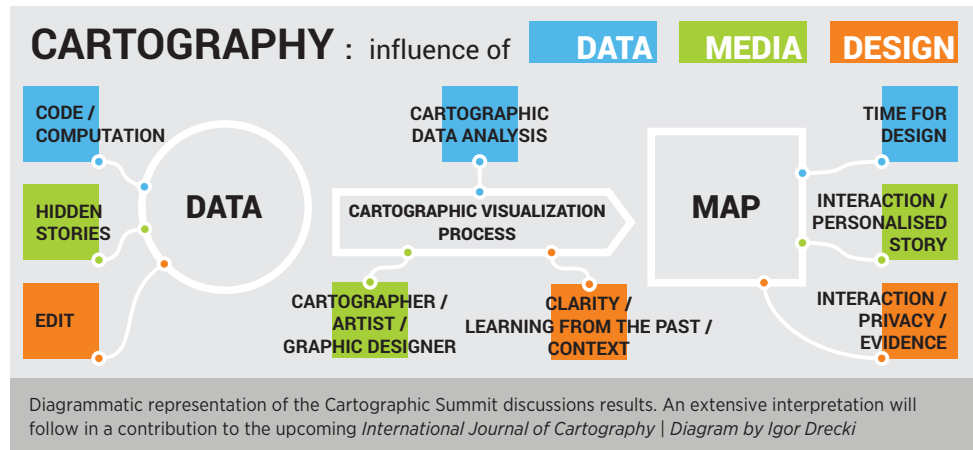 CARTOGRAPHY : influence of DATA MEDIA DESIGN
CODE /
COMPUTATION
HIDDEN
STORIES
EDIT
DATA
CARTOGRAPHIC
DATA ANALYSIS
CARTOGRAPHIC VISUALIZATION
PROCESS
CARTOGRAPHER /
ARTIST /
GRAPHIC DESIGNER
CLARITY /
LEARNING FROM THE PAST /
CONTEXT
MAP
TIME FOR
DESIGN
INTERACTION /
PERSONALISED
STORY
INTERACTION /
PRIVACY /
EVIDENCE
Diagrammatic representation of the Cartographic Summit discussions results. An extensive interpretation will
follow in a contribution to the upcoming International Journal of Cartography | Diagram by Igor Drecki